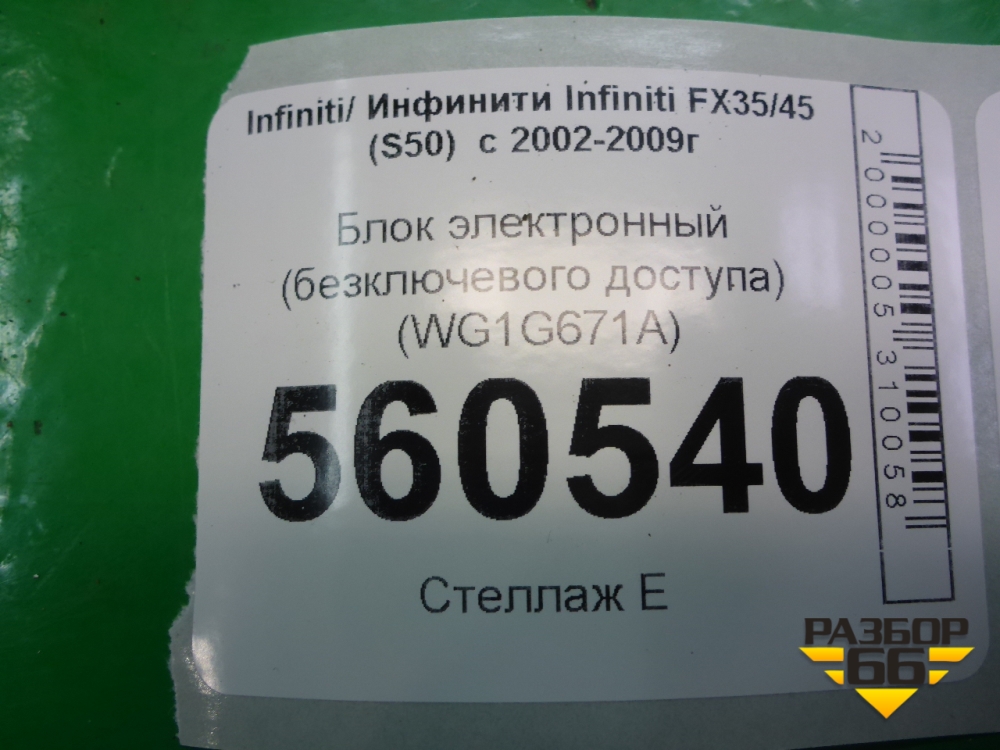 Infiniti/ Инфинити Infiniti FX35/45
(S50) с 2002-2009г
Блок электронный
(безключевого доступа)
(WG1G671A)
560540
Стеллаж Е
2000005310058
РАЗБОР
66